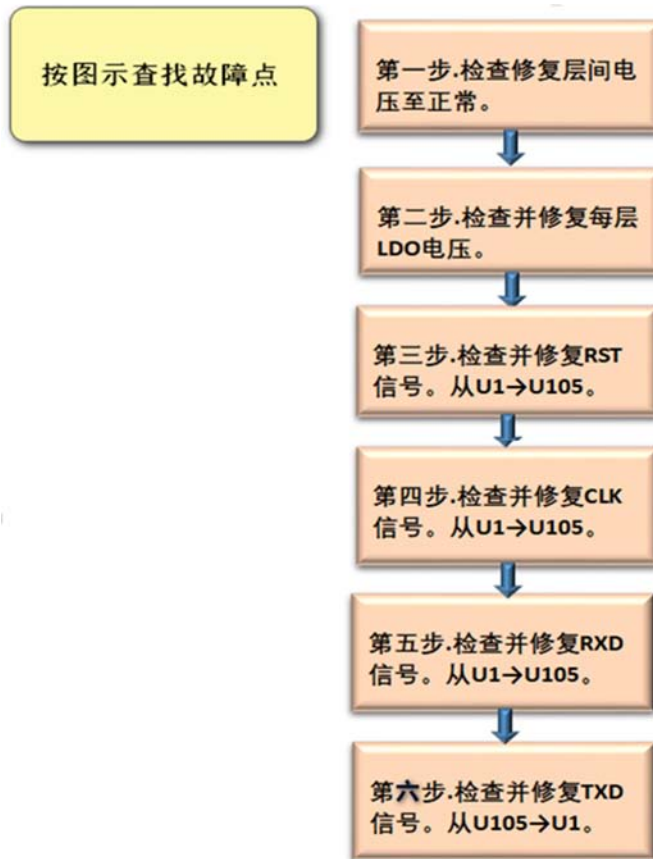 按图示查找故障点
第一步.检查修复层间电
压至正常。
第二步.检查并修复每层
LDO电压。
第三步.检查并修复RST
信号。从U1→U105。
第四步.检查并修复CLK
信号。从U1→U105。
第五步.检查并修复RXD
信号。从U1→U105。
第六步.检查并修复TXD
信号。从U105→U1。